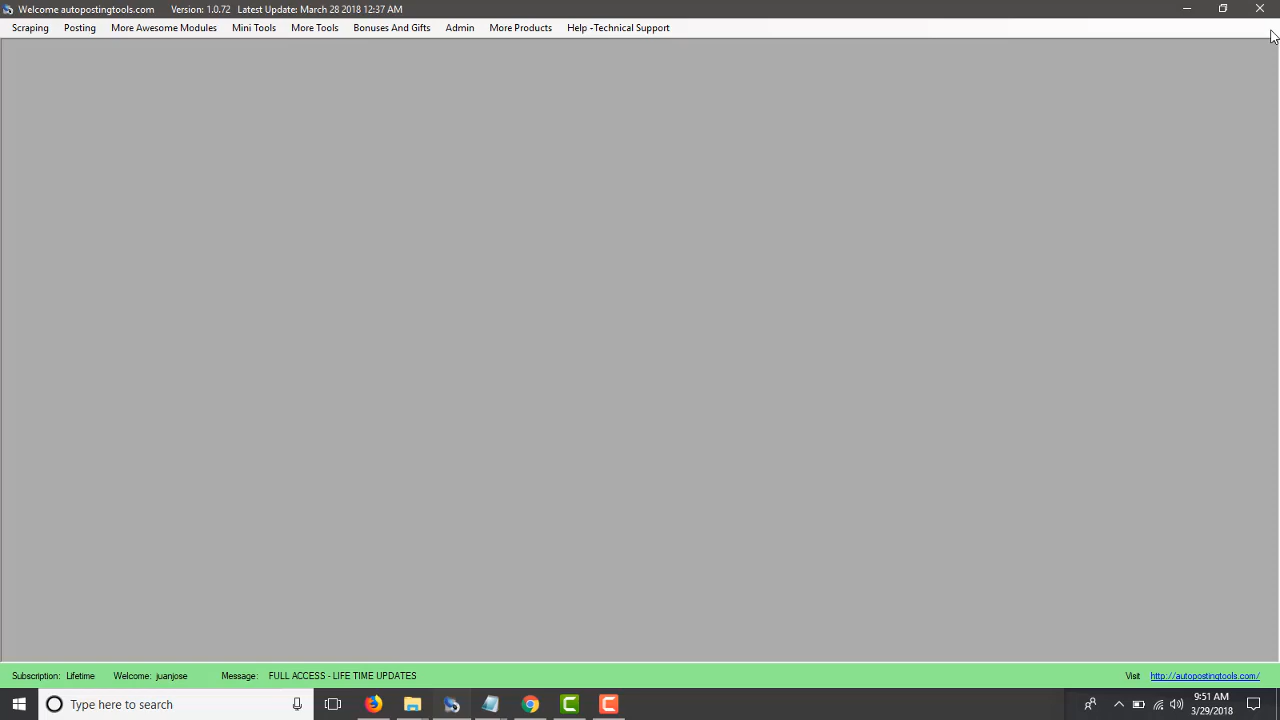 Welcome autopostingtools.com Version: 1.0.72 Latest Update: March 28 2018 12:37 AM
Scraping Posting More Awesome Modules Mini Tools More Tools Bonuses And Gifts Admin More Products Help -Technical Support
Subscription: Lifetime Welcome: juanjose Message: FULL ACCESS - LIFE TIME UPDATES Visit http://autopostingtools.com/
Type here to search
9:51 AM
3/29/2018